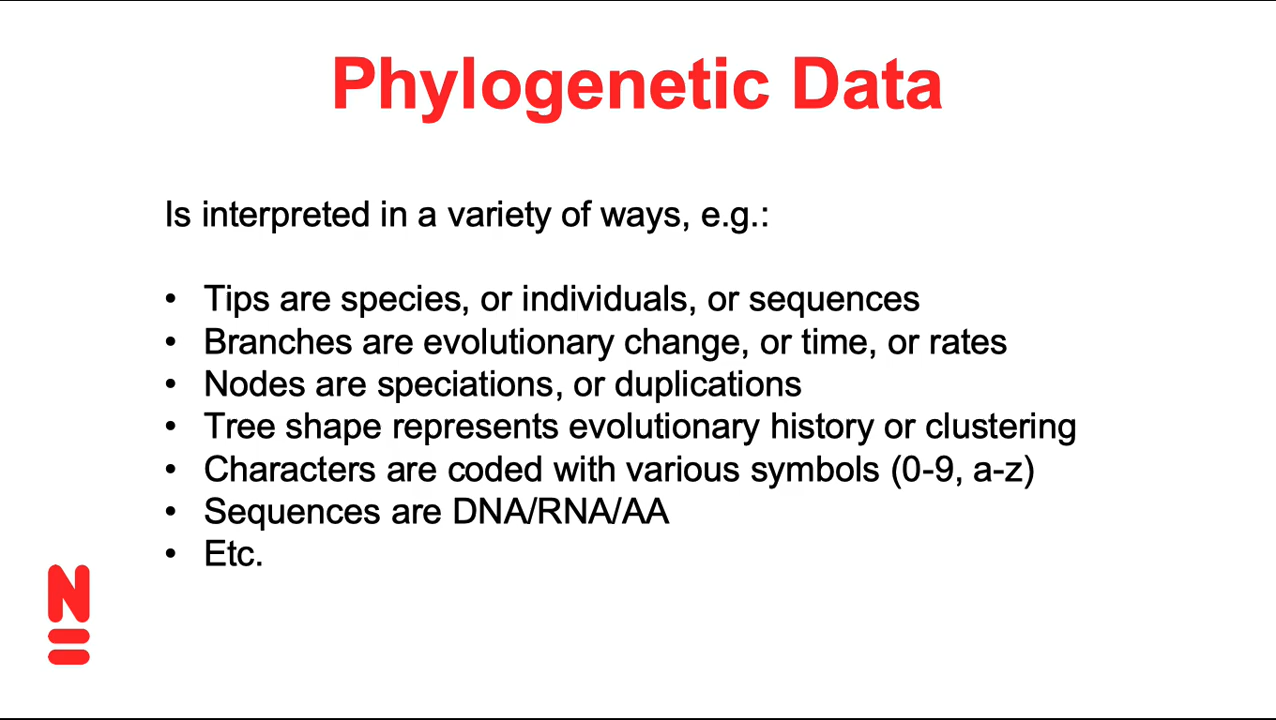 Phylogenetic Data
Is interpreted in a variety of ways, e.g.:
• Tips are species, or individuals, or sequences
• Branches are evolutionary change, or time, or rates
• Nodes are speciations, or duplications
• Tree shape represents evolutionary history or clustering
• Characters are coded with various symbols (0-9, a-z)
• Sequences are DNA/RNA/AA
• Etc.
N